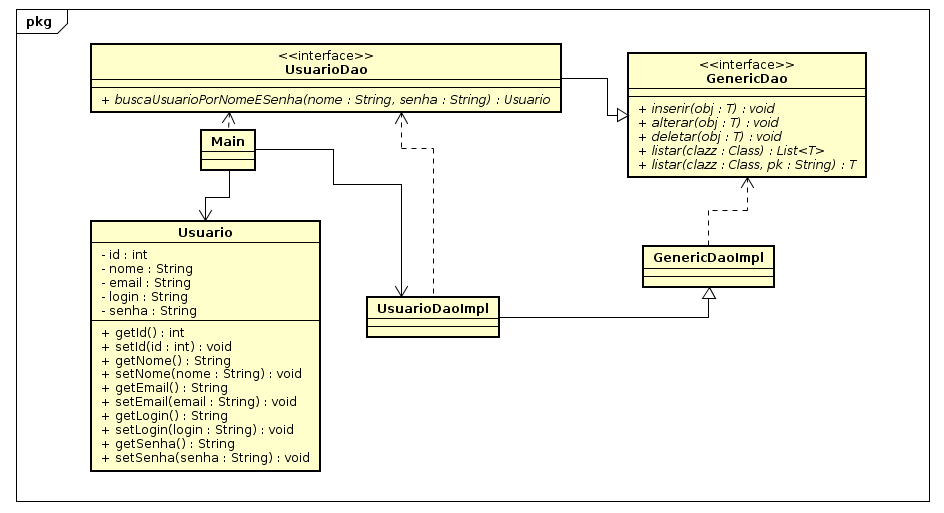 pkg
<<interface>>
UsuarioDao
+ buscaUsuarioPorNomeESenha(nome : String, senha : String) : Usuario
<<interface>>
GenericDao
+ inserir(obj : T) : void
+ alterar(obj : T) : void
+ deletar(obj : T) : void
+ listar(clazz : Class) : List<T>
+ listar(clazz : Class, pk : String) : T
Main
Usuario
- id : int
- nome : String
- email : String
- login : String
- senha : String
+ getId() : int
+ setId(id : int) : void
+ getNome() : String
+ setNome(nome : String) : void
+ getEmail() : String
+ setEmail(email : String) : void
+ getLogin() : String
+ setLogin(login : String) : void
+ getSenha() : String
+ setSenha(senha : String) : void
UsuarioDaoImpl
GenericDaoImpl